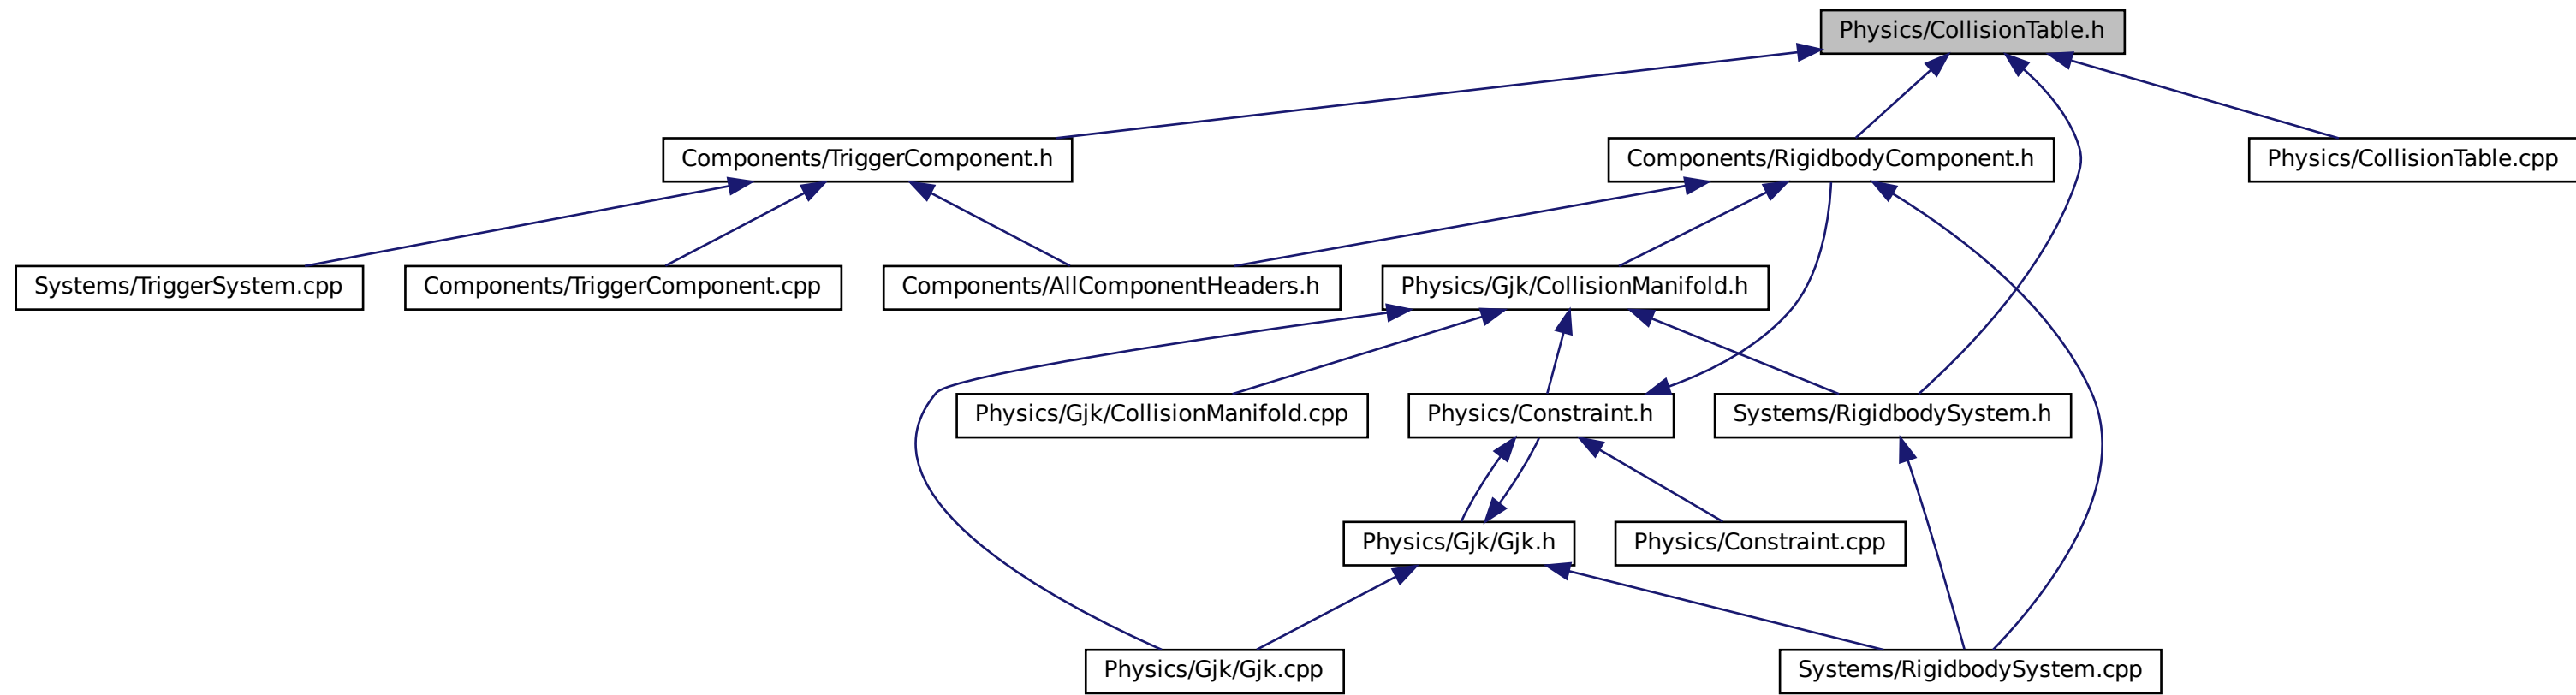 Physics/CollisionTable.h
Components/TriggerComponent.h
Components/RigidbodyComponent.h
Physics/CollisionTable.cpp
Systems/TriggerSystem.cpp
Components/TriggerComponent.cpp
Components/AllComponentHeaders.h
Physics/Gjk/CollisionManifold.h
Physics/Gjk/CollisionManifold.cpp
Physics/Constraint.h
Systems/RigidbodySystem.h
Physics/Gjk/Gjk.h
Physics/Constraint.cpp
Physics/Gjk/Gjk.cpp
Systems/RigidbodySystem.cpp